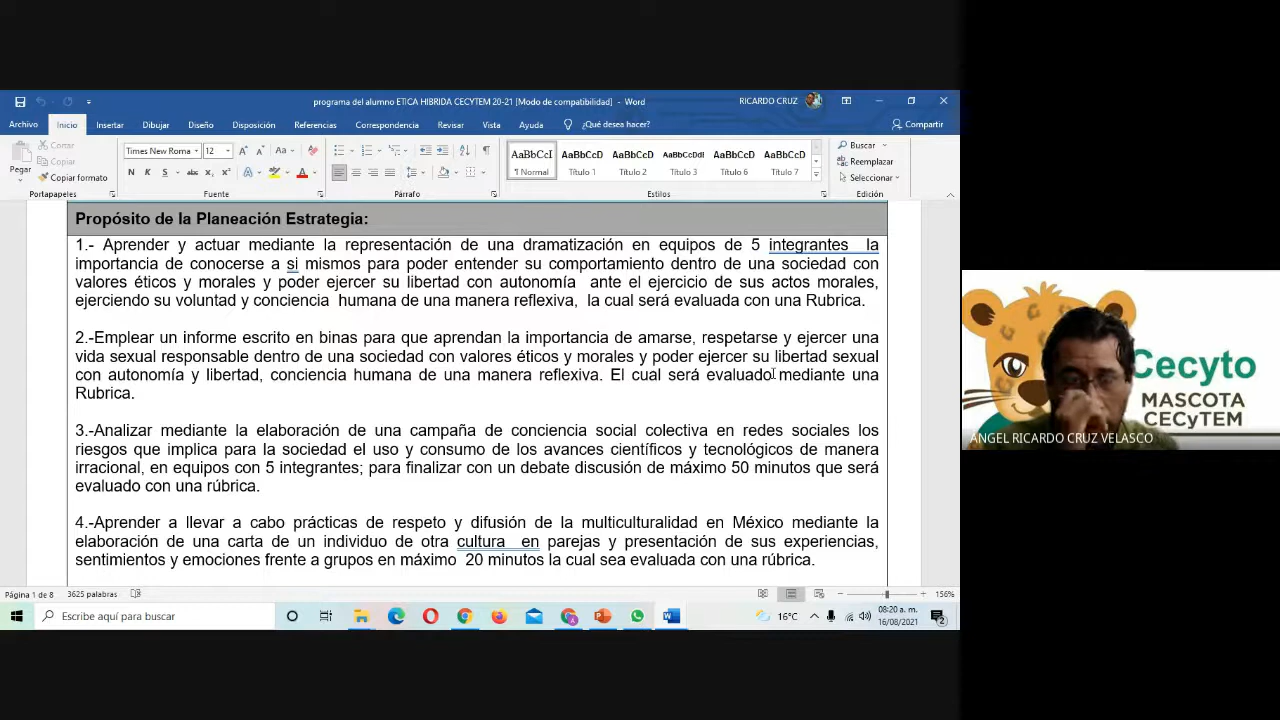 programa del alumno ETICA HIBRIDA CECYTEM 20-21 [Modo de compatibilidad] - Word
RICARDO CRUZ
Archivo Inicio Insertar Dibujar Diseño Disposición Referencias Correspondencia Revisar Vista Ayuda ¿Qué desea hacer? Compartir
Pegar
Cortar
Copiar
Copiar formato
Times New Roma 12
N K S abc x₂ x²
AaBbCcI AaBbCcD AaBbCcD AaBbCcDdI AaBbCcD AaBbCcD
¶ Normal Título 1 Título 2 Título 3 Título 6 Título 7
Buscar
Reemplazar
Seleccionar
Portapapeles Fuente Párrafo Estilos Edición
Propósito de la Planeación Estrategia:
1.- Aprender y actuar mediante la representación de una dramatización en equipos de 5 integrantes la
importancia de conocerse a si mismos para poder entender su comportamiento dentro de una sociedad con
valores éticos y morales y poder ejercer su libertad con autonomía ante el ejercicio de sus actos morales,
ejerciendo su voluntad y conciencia humana de una manera reflexiva, la cual será evaluada con una Rubrica.
2.-Emplear un informe escrito en binas para que aprendan la importancia de amarse, respetarse y ejercer una
vida sexual responsable dentro de una sociedad con valores éticos y morales y poder ejercer su libertad sexual
con autonomía y libertad, conciencia humana de una manera reflexiva. El cual será evaluado mediante una
Rubrica.
3.-Analizar mediante la elaboración de una campaña de conciencia social colectiva en redes sociales los
riesgos que implica para la sociedad el uso y consumo de los avances científicos y tecnológicos de manera
irracional, en equipos con 5 integrantes; para finalizar con un debate discusión de máximo 50 minutos que será
evaluado con una rúbrica.
4.-Aprender a llevar a cabo prácticas de respeto y difusión de la multiculturalidad en México mediante la
elaboración de una carta de un individuo de otra cultura en parejas y presentación de sus experiencias,
sentimientos y emociones frente a grupos en máximo 20 minutos la cual sea evaluada con una rúbrica.
Página 1 de 8 3625 palabras 156%
Escribe aquí para buscar
16°C
08:20 a. m.
16/08/2021
2
Cecyto
MASCOTA
CECyTEM
ANGEL RICARDO CRUZ VELASCO